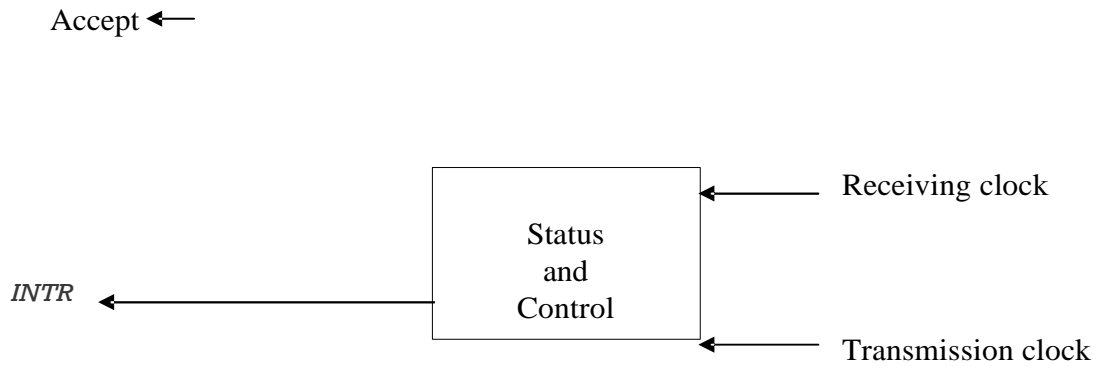 Accept
Receiving clock
Status
and
Control
INTR
Transmission clock